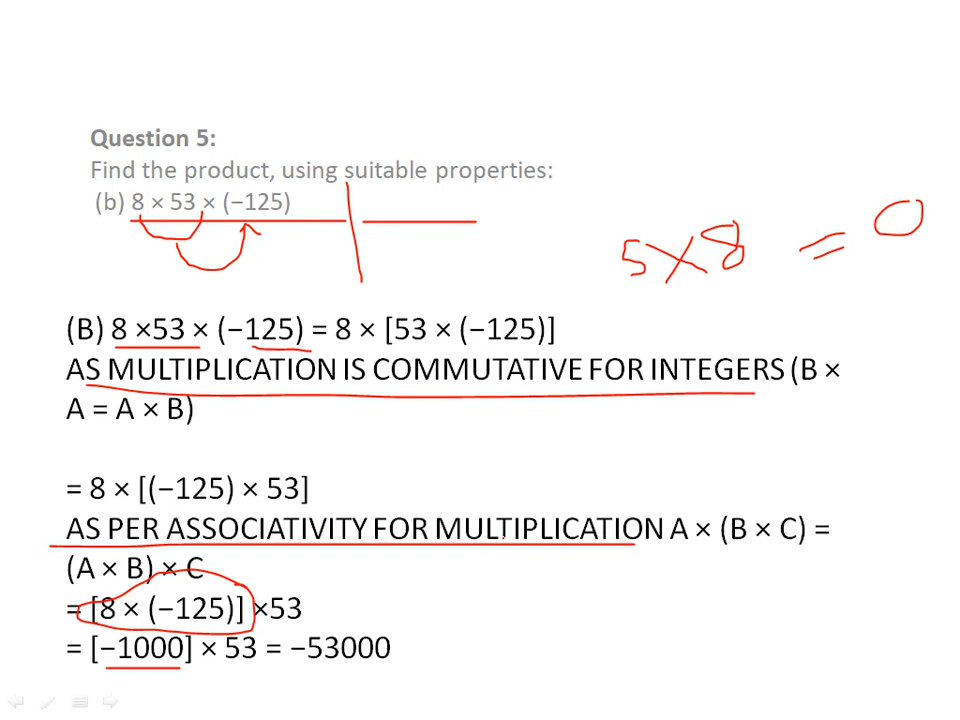 Question 5:
Find the product, using suitable properties:
(b) 8 × 53 × (−125)
5 × 8 = 0
(B) 8 ×53 × (−125) = 8 × [53 × (−125)]
AS MULTIPLICATION IS COMMUTATIVE FOR INTEGERS (B ×
A = A × B)
= 8 × [(−125) × 53]
AS PER ASSOCIATIVITY FOR MULTIPLICATION A × (B × C) =
(A × B) × C
= [8 × (−125)] ×53
= [−1000] × 53 = −53000